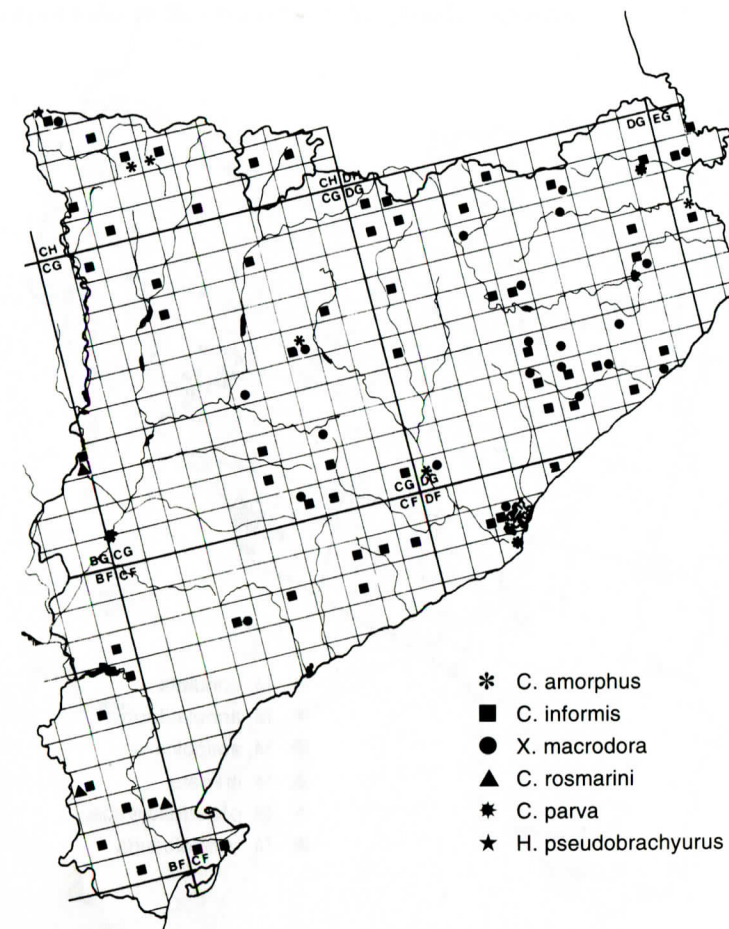 DG EG
CH DH
CG DG
CH
CG
CG DG
CF DF
BG CG
BF CF
C. amorphus
C. informis
X. macrodora
C. rosmarini
C. parva
H. pseudobrachyurus
BF CF